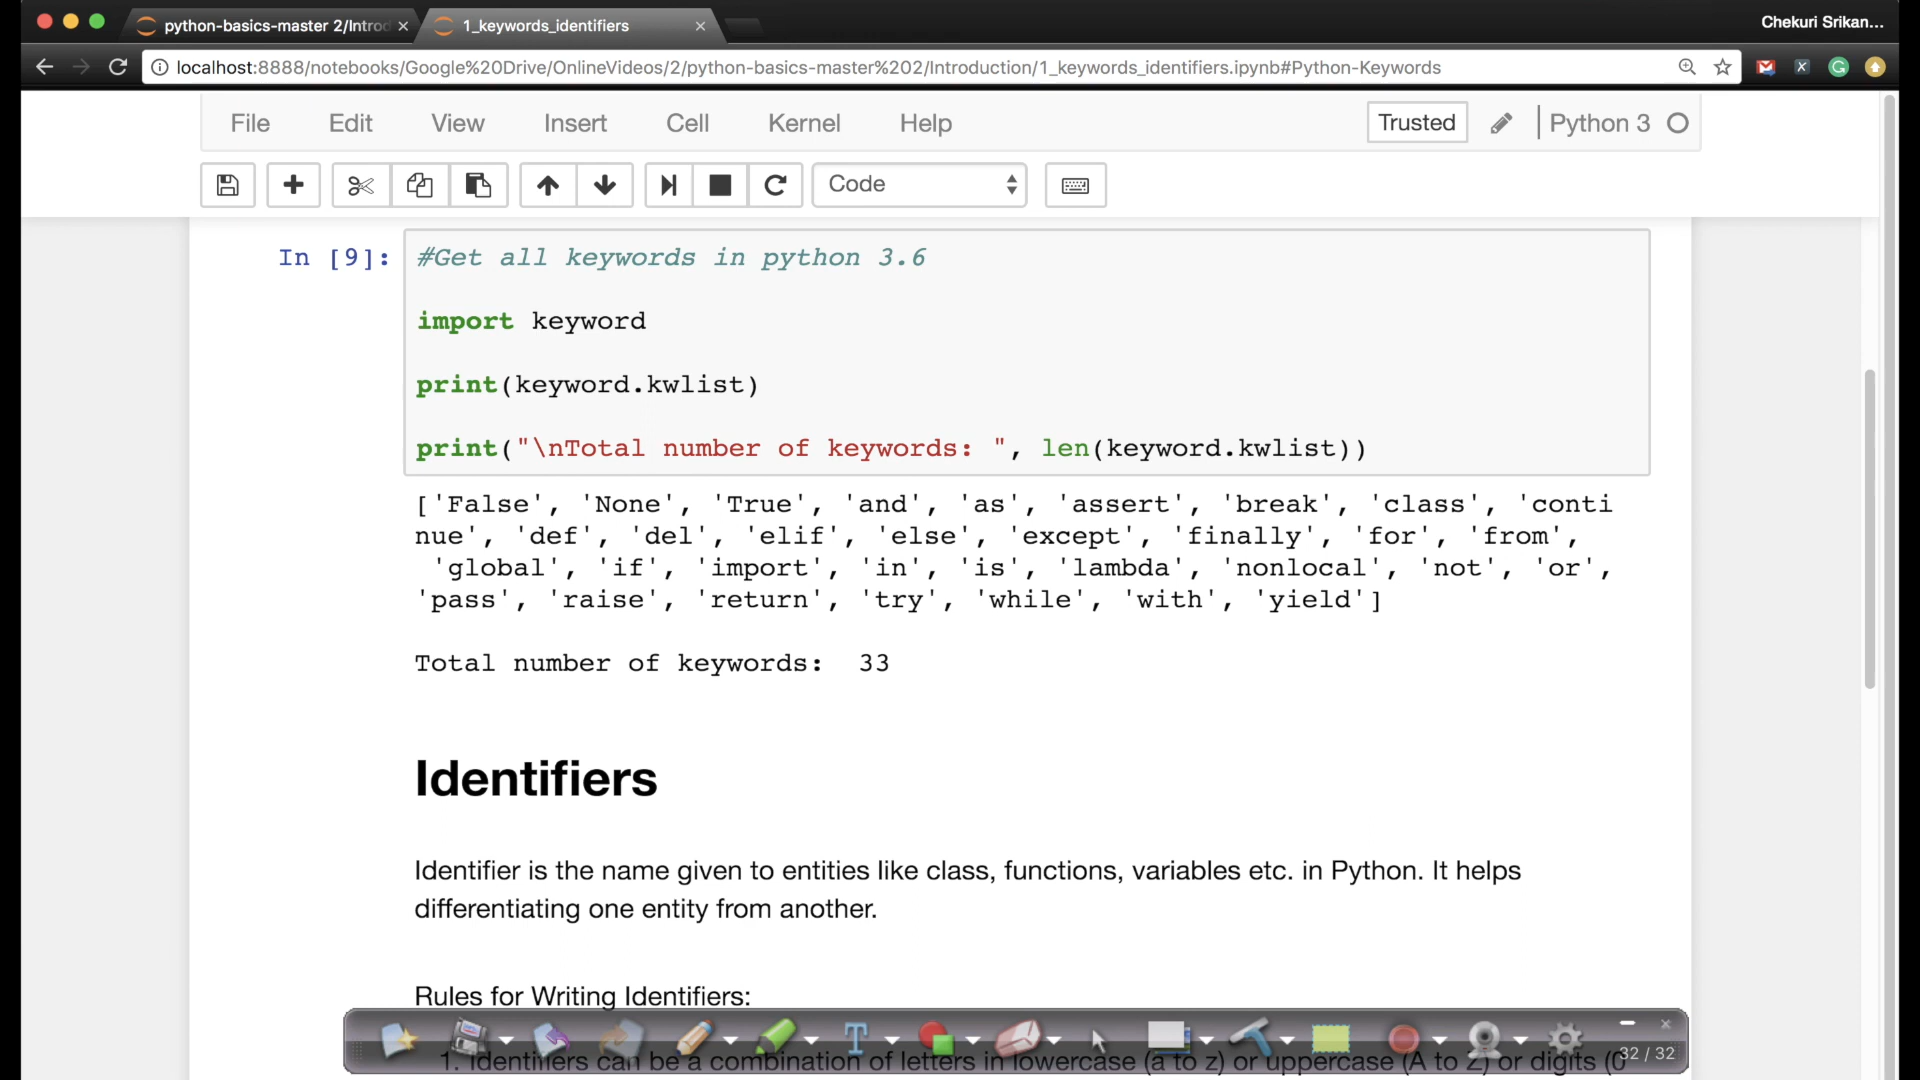 python-basics-master 2/Introd
1_keywords_identifiers
Chekuri Srikan...
localhost:8888/notebooks/Google%20Drive/OnlineVideos/2/python-basics-master%202/Introduction/1_keywords_identifiers.ipynb#Python-Keywords
File Edit View Insert Cell Kernel Help Trusted Python 3
Code
In [9]: #Get all keywords in python 3.6
import keyword
print(keyword.kwlist)
print("\nTotal number of keywords: ", len(keyword.kwlist))
['False', 'None', 'True', 'and', 'as', 'assert', 'break', 'class', 'conti
nue', 'def', 'del', 'elif', 'else', 'except', 'finally', 'for', 'from',
'global', 'if', 'import', 'in', 'is', 'lambda', 'nonlocal', 'not', 'or',
'pass', 'raise', 'return', 'try', 'while', 'with', 'yield']
Total number of keywords:  33
Identifiers
Identifier is the name given to entities like class, functions, variables etc. in Python. It helps
differentiating one entity from another.
Rules for Writing Identifiers:
1. Identifiers can be a combination of letters in lowercase (a to z) or uppercase (A to Z) or digits (0
32 / 32